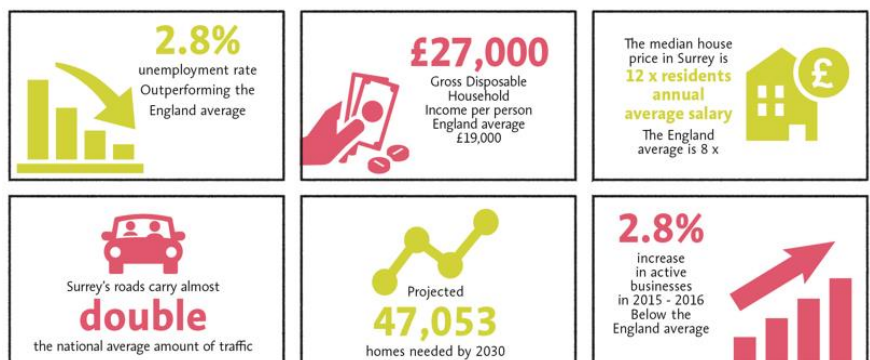 2.8%
unemployment rate
Outperforming the
England average
£27,000
Gross Disposable
Household
Income per person
England average
£19,000
The median house
price in Surrey is
12 x residents
annual
average salary
The England
average is 8 x
£
Surrey's roads carry almost
double
the national average amount of traffic
Projected
47,053
homes needed by 2030
2.8%
increase
in active
businesses
in 2015 - 2016
Below the
England average